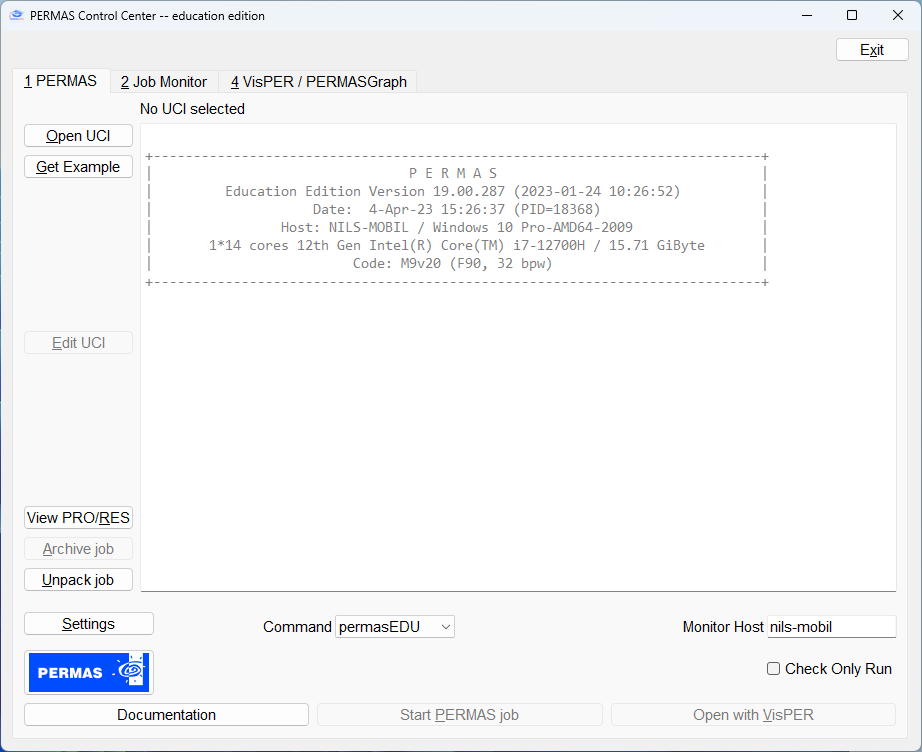 PERMAS Control Center -- education edition
Exit
1 PERMAS
2 Job Monitor
4 VisPER / PERMASGraph
No UCI selected
Open UCI
Get Example
+----------------------------------------------------------------------------+
| P E R M A S |
| Education Edition Version 19.00.287 (2023-01-24 10:26:52) |
| Date:  4-Apr-23 15:26:37 (PID=18368) |
| Host: NILS-MOBIL / Windows 10 Pro-AMD64-2009 |
| 1*14 cores 12th Gen Intel(R) Core(TM) i7-12700H / 15.71 GiByte |
| Code: M9v20 (F90, 32 bpw) |
+----------------------------------------------------------------------------+
Edit UCI
View PRO/RES
Archive job
Unpack job
Settings
Command permasEDU
Monitor Host nils-mobil
PERMAS
Check Only Run
Documentation
Start PERMAS job
Open with VisPER